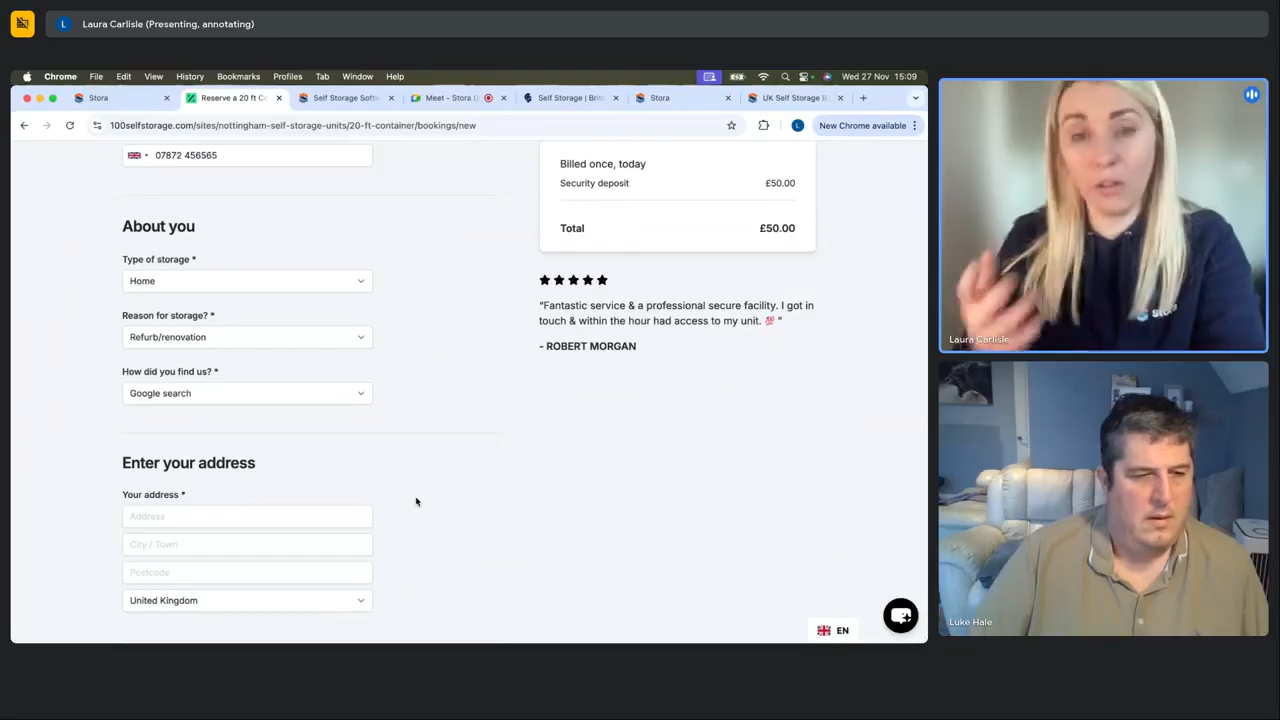 Laura Carlisle (Presenting, annotating)
Chrome File Edit View History Bookmarks Profiles Tab Window Help
Wed 27 Nov 15:09
Stora
Reserve a 20 ft Co
Self Storage Softw
Meet - Stora D
Self Storage | Brita
Stora
UK Self Storage B
100selfstorage.com/sites/nottingham-self-storage-units/20-ft-container/bookings/new
New Chrome available
07872 456565
About you
Type of storage *
Home
Reason for storage? *
Refurb/renovation
How did you find us? *
Google search
Enter your address
Your address *
Address
City / Town
Postcode
United Kingdom
Billed once, today
Security deposit £50.00
Total £50.00
"Fantastic service & a professional secure facility. I got in
touch & within the hour had access to my unit. 💯 "
- ROBERT MORGAN
EN
Laura Carlisle
stora
Luke Hale